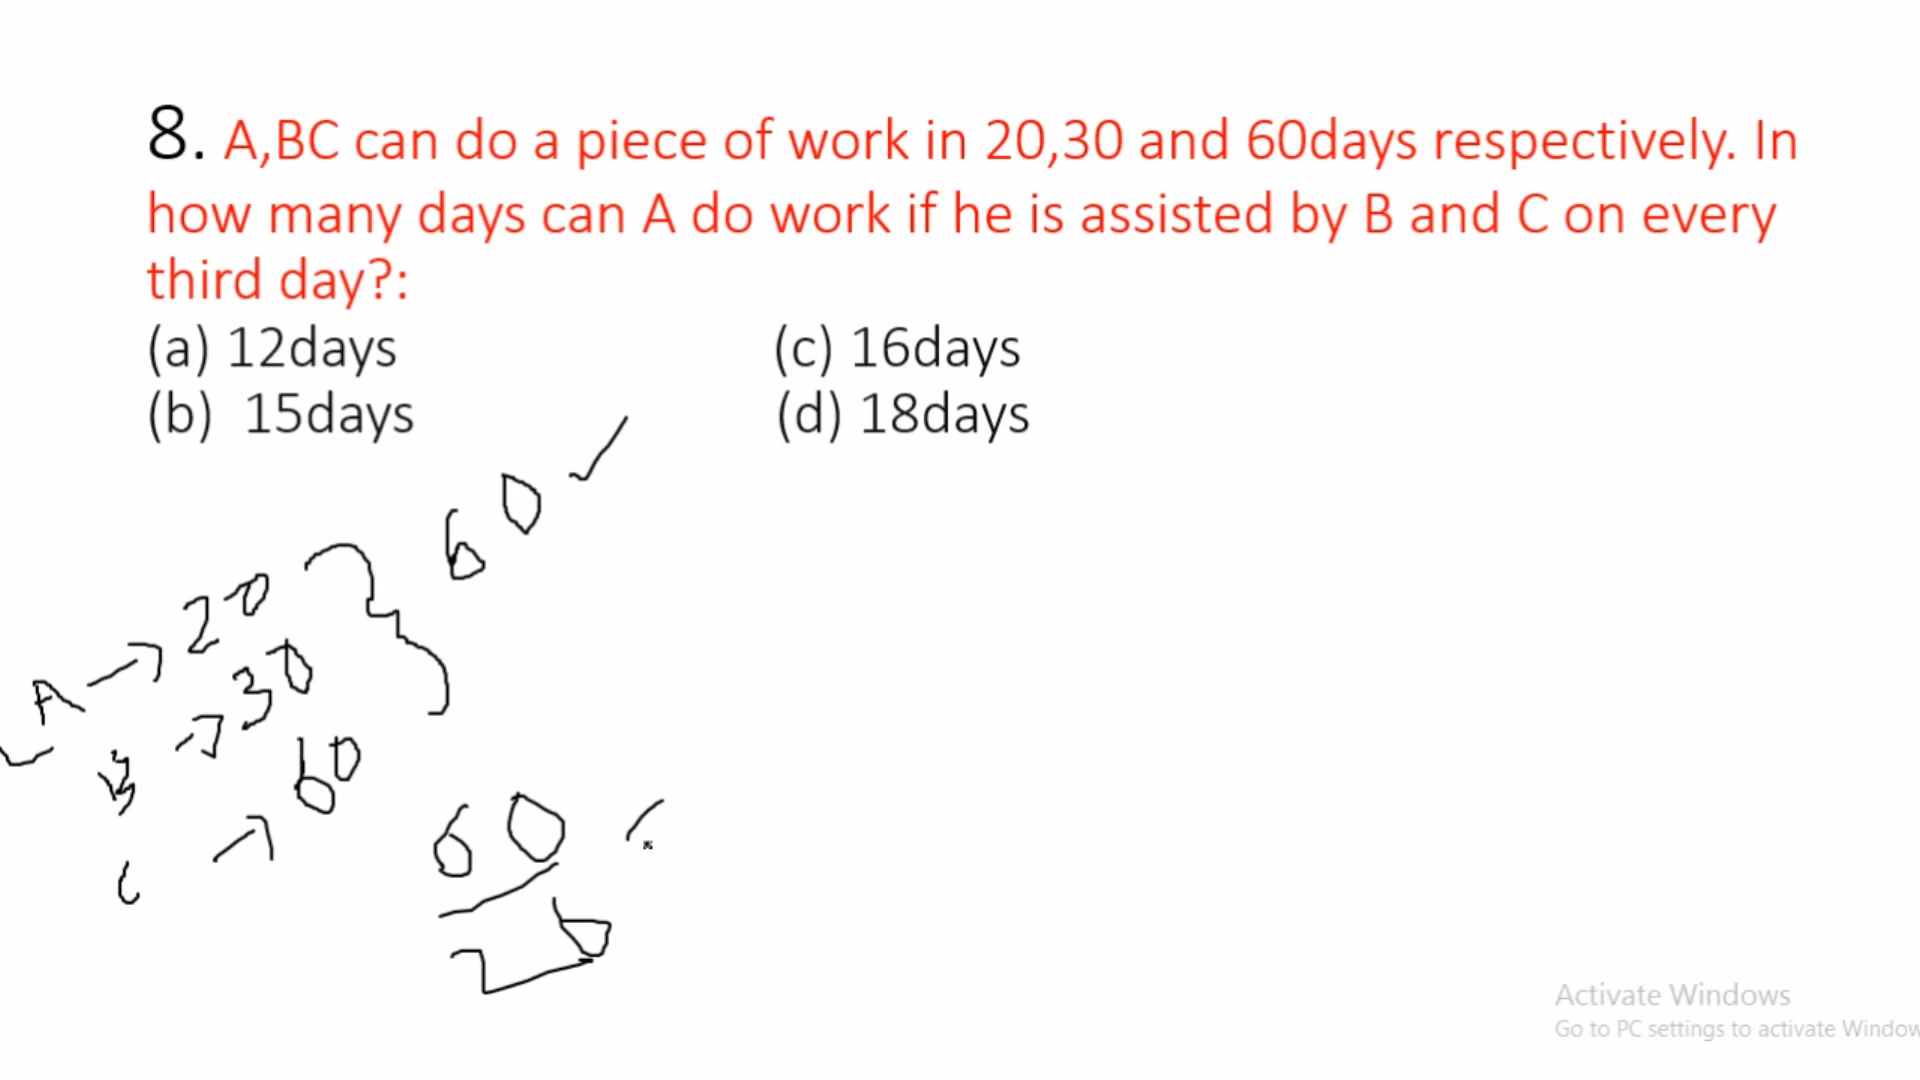 8. A,BC can do a piece of work in 20,30 and 60days respectively. In
how many days can A do work if he is assisted by B and C on every
third day?:
(a) 12days (c) 16days
(b) 15days (d) 18days
60
A → 20
B → 30
C → 60
60
20
Activate Windows
Go to PC settings to activate Window